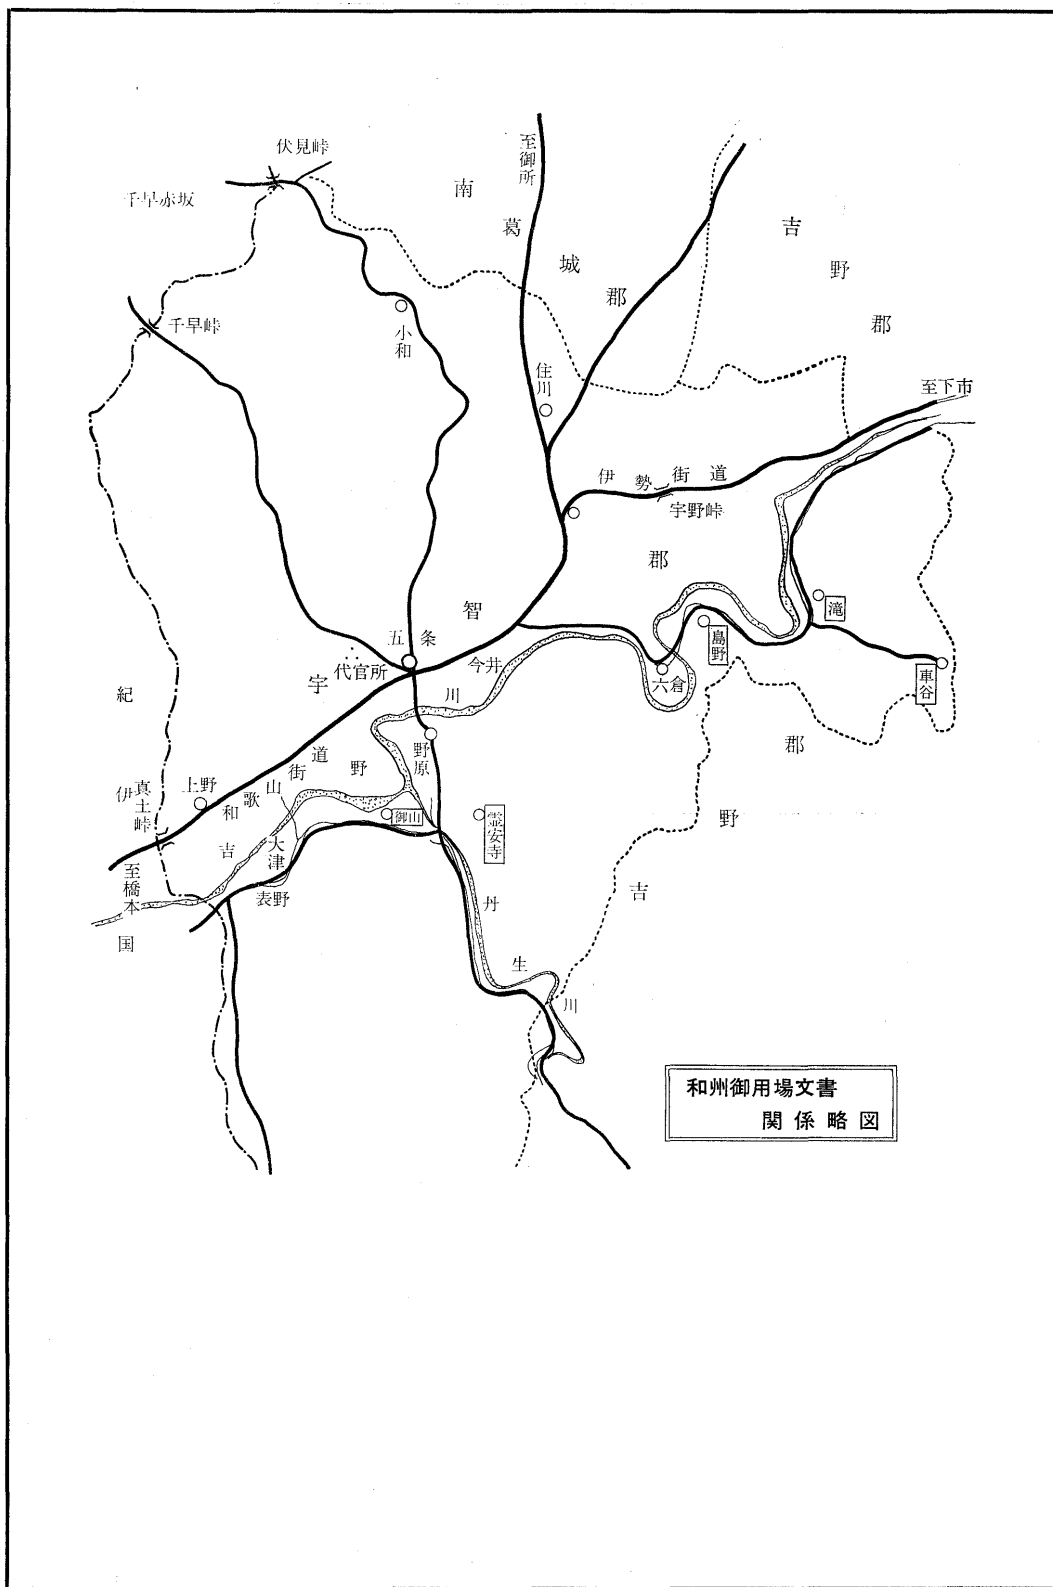 伏見峠
千早赤坂
至御所
南葛城郡
吉野郡
千早峠
小和
住川
至下市
伊勢街道
宇野峠
宇智郡
滝
島野
車谷
六倉
五条
代官所
今井
紀伊国
吉野川
野原
和歌山街道
上野
真土峠
御山
霊安寺
大津
表野
至橋本
吉野郡
丹生川
和州御用場文書
関係略図